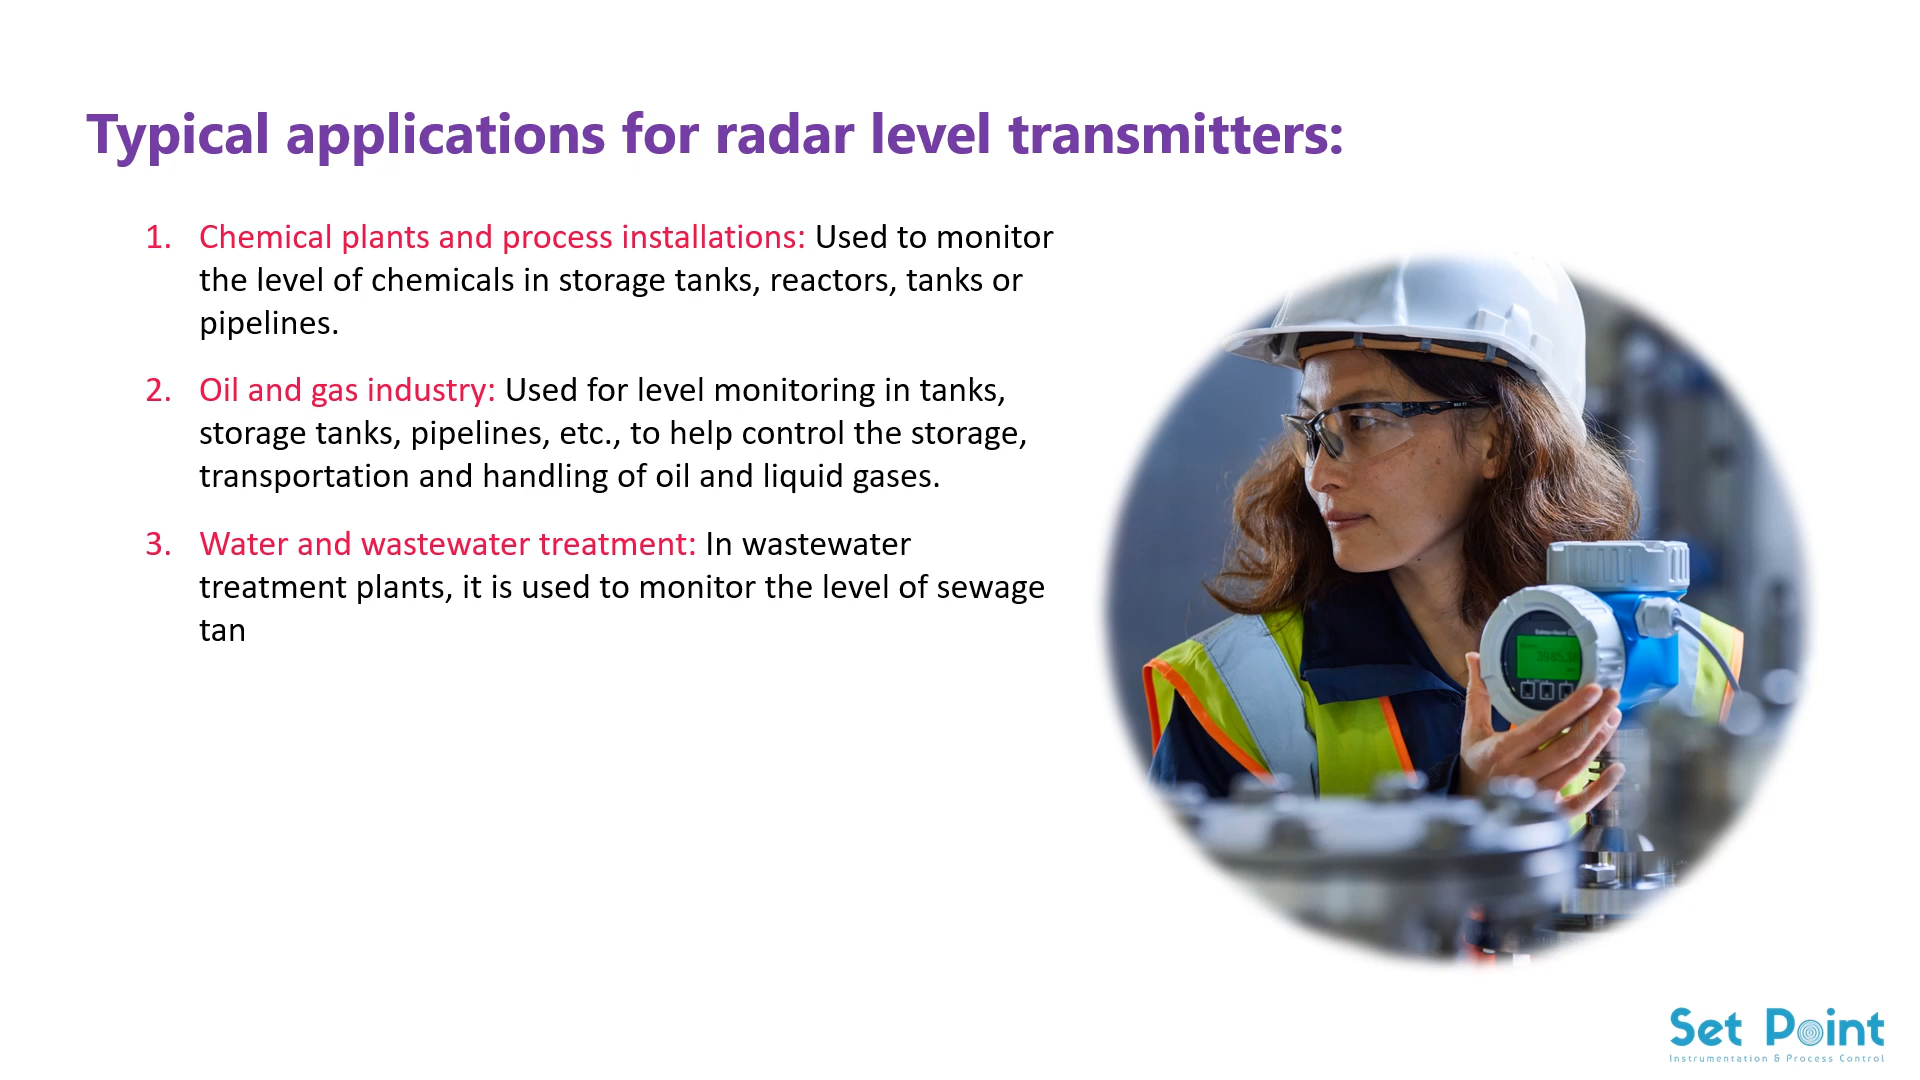 Typical applications for radar level transmitters:
1. Chemical plants and process installations: Used to monitor
the level of chemicals in storage tanks, reactors, tanks or
pipelines.
2. Oil and gas industry: Used for level monitoring in tanks,
storage tanks, pipelines, etc., to help control the storage,
transportation and handling of oil and liquid gases.
3. Water and wastewater treatment: In wastewater
treatment plants, it is used to monitor the level of sewage
tan
Set Point
Instrumentation & Process Control